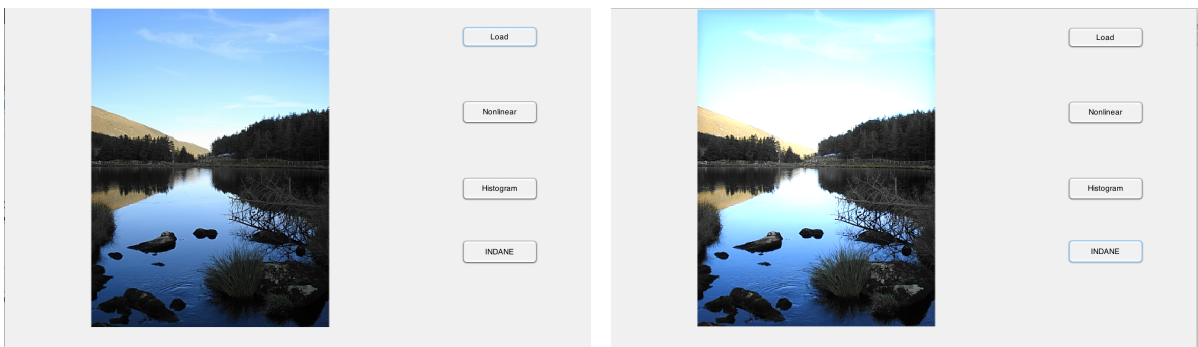 Load
Nonlinear
Histogram
INDANE
Load
Nonlinear
Histogram
INDANE